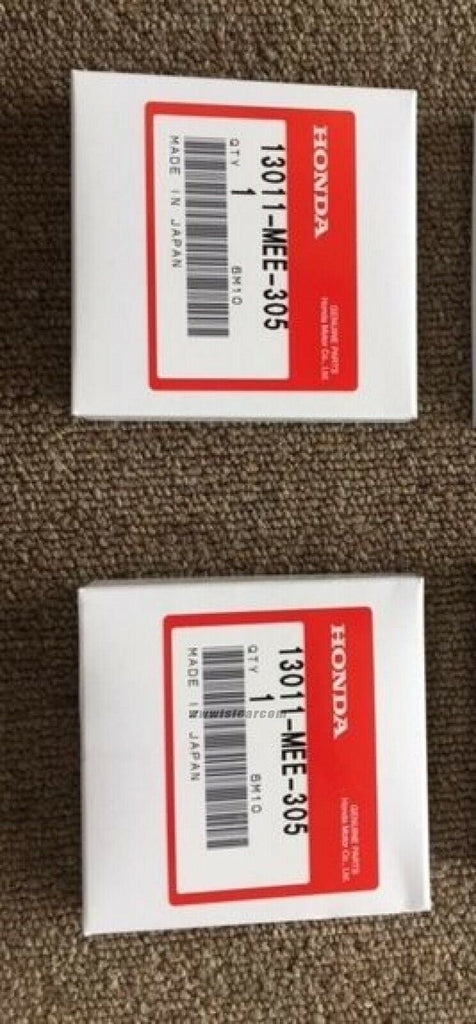 HONDA
GENUINE PARTS
Honda Motor Co., Ltd.
13011-MEE-305
QTY
1
6M10
MADE IN JAPAN
HONDA
GENUINE PARTS
Honda Motor Co., Ltd.
13011-MEE-305
QTY
1
6M10
MADE IN JAPAN